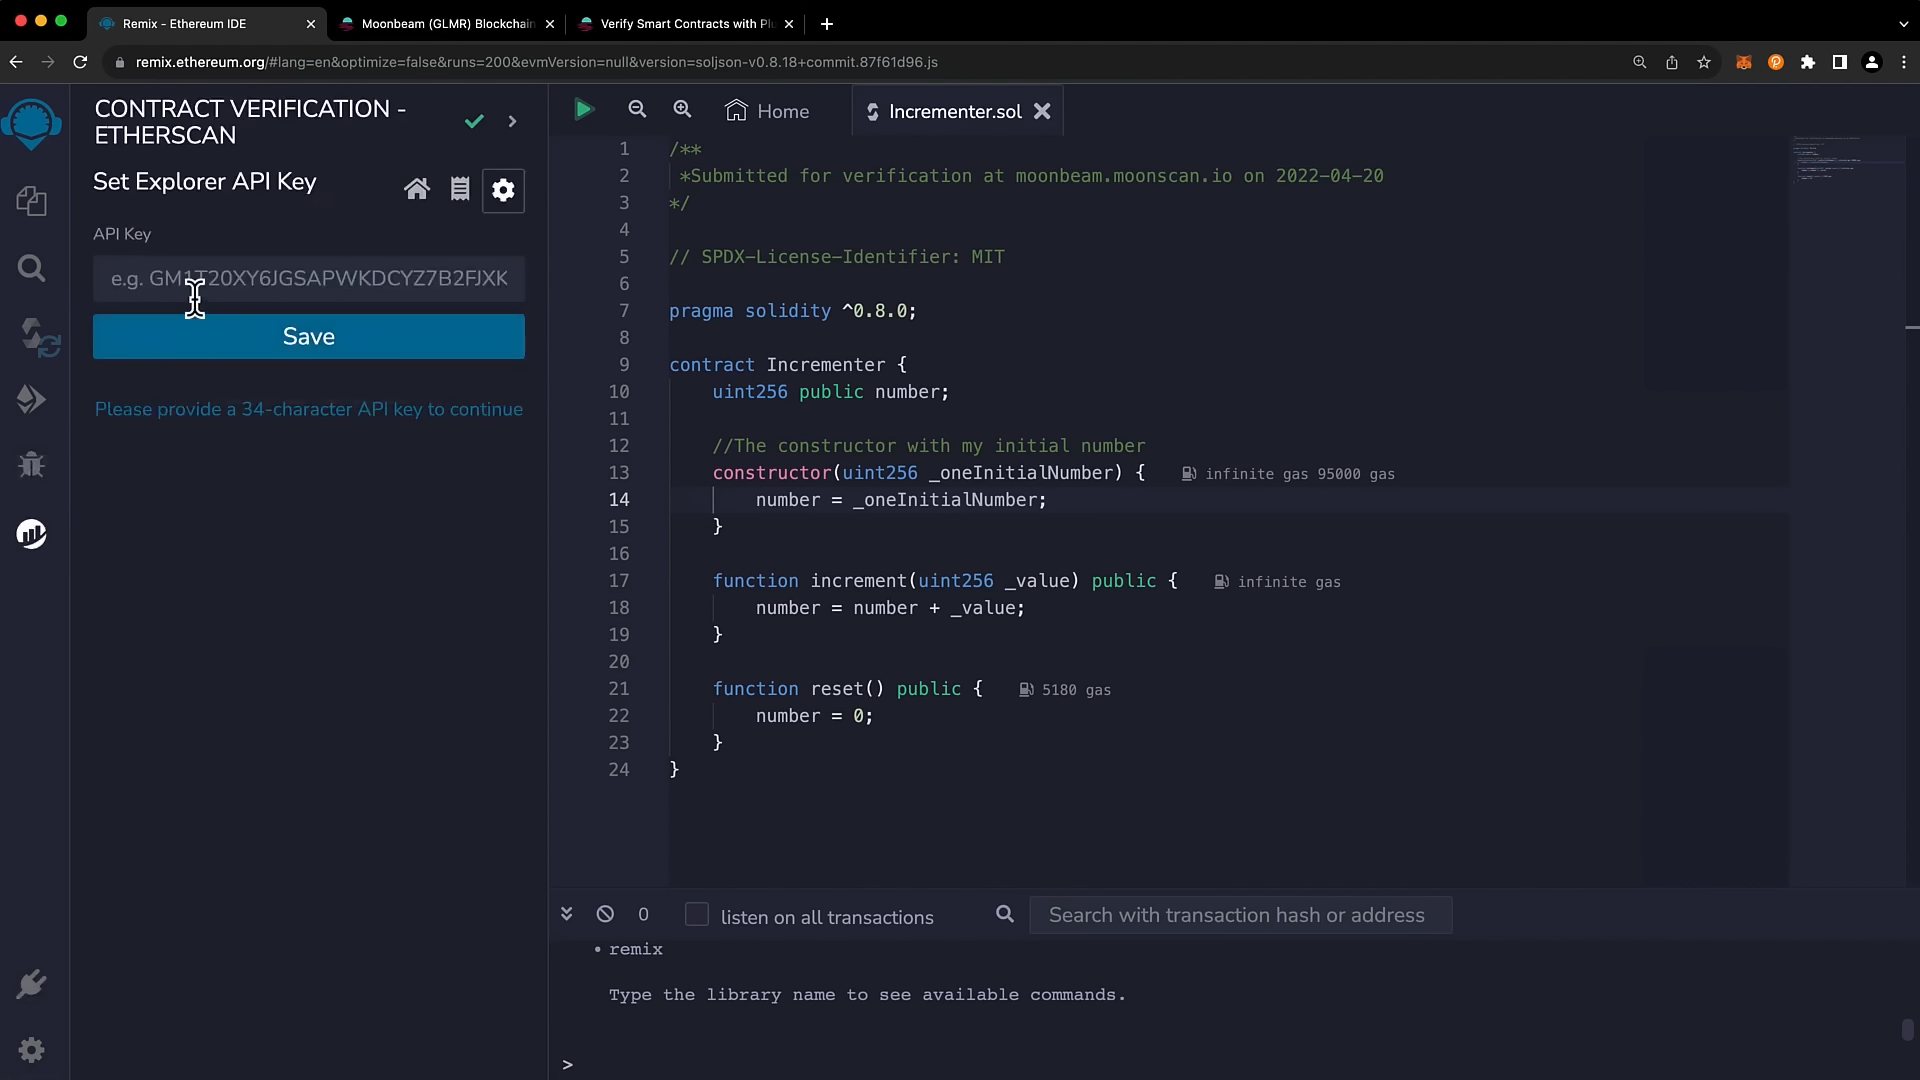 Remix - Ethereum IDE
Moonbeam (GLMR) Blockchain
Verify Smart Contracts with Plu
remix.ethereum.org/#lang=en&optimize=false&runs=200&evmVersion=null&version=soljson-v0.8.18+commit.87f61d96.js
CONTRACT VERIFICATION -
ETHERSCAN
Set Explorer API Key
API Key
e.g. GM1T20XY6JGSAPWKDCYZ7B2FJXK
Save
Please provide a 34-character API key to continue
Home
Incrementer.sol
1 /**
2 *Submitted for verification at moonbeam.moonscan.io on 2022-04-20
3 */
4
5 // SPDX-License-Identifier: MIT
6
7 pragma solidity ^0.8.0;
8
9 contract Incrementer {
10 uint256 public number;
11
12 //The constructor with my initial number
13 constructor(uint256 _oneInitialNumber) { infinite gas 95000 gas
14 number = _oneInitialNumber;
15 }
16
17 function increment(uint256 _value) public { infinite gas
18 number = number + _value;
19 }
20
21 function reset() public { 5180 gas
22 number = 0;
23 }
24 }
0 listen on all transactions Search with transaction hash or address
• remix
Type the library name to see available commands.
>